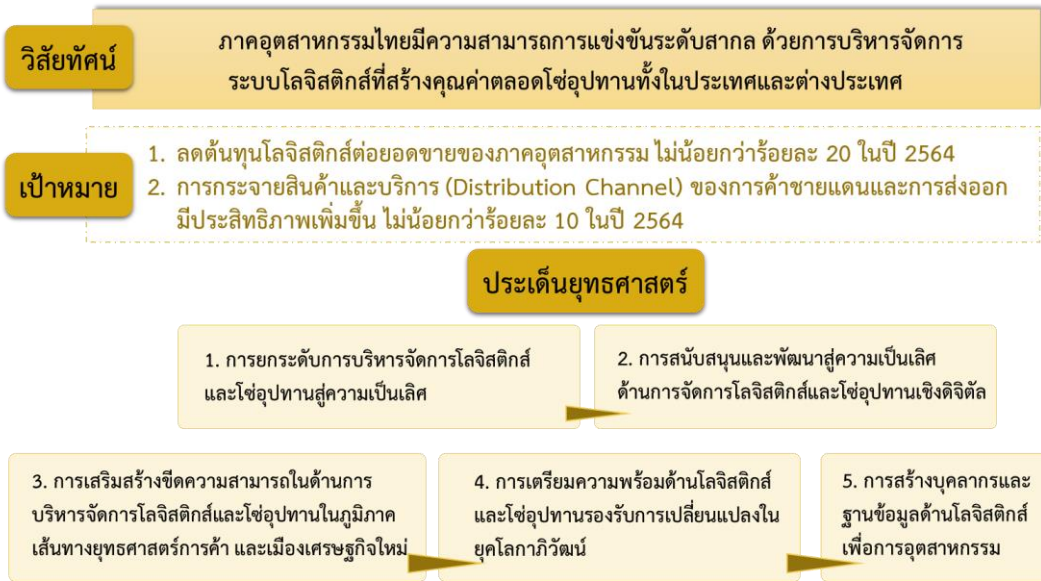 วิสัยทัศน์
ภาคอุตสาหกรรมไทยมีความสามารถการแข่งขันระดับสากล ด้วยการบริหารจัดการ
ระบบโลจิสติกส์ที่สร้างคุณค่าตลอดโซ่อุปทานทั้งในประเทศและต่างประเทศ
เป้าหมาย
1. ลดต้นทุนโลจิสติกส์ต่อยอดขายของภาคอุตสาหกรรม ไม่น้อยกว่าร้อยละ 20 ในปี 2564
2. การกระจายสินค้าและบริการ (Distribution Channel) ของการค้าชายแดนและการส่งออก
มีประสิทธิภาพเพิ่มขึ้น ไม่น้อยกว่าร้อยละ 10 ในปี 2564
ประเด็นยุทธศาสตร์
1. การยกระดับการบริหารจัดการโลจิสติกส์
และโซ่อุปทานสู่ความเป็นเลิศ
2. การสนับสนุนและพัฒนาสู่ความเป็นเลิศ
ด้านการจัดการโลจิสติกส์และโซ่อุปทานเชิงดิจิตัล
3. การเสริมสร้างขีดความสามารถในด้านการ
บริหารจัดการโลจิสติกส์และโซ่อุปทานในภูมิภาค
เส้นทางยุทธศาสตร์การค้า และเมืองเศรษฐกิจใหม่
4. การเตรียมความพร้อมด้านโลจิสติกส์
และโซ่อุปทานรองรับการเปลี่ยนแปลงใน
ยุคโลกาภิวัฒน์
5. การสร้างบุคลากรและ
ฐานข้อมูลด้านโลจิสติกส์
เพื่อการอุตสาหกรรม